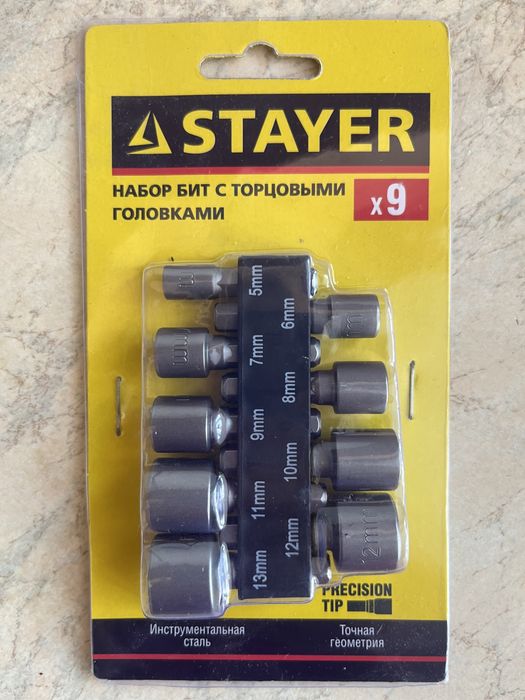 STAYER
НАБОР БИТ С ТОРЦОВЫМИ
ГОЛОВКАМИ
x9
5mm
6mm
7mm
8mm
9mm
10mm
11mm
12mm
13mm
12mm
PRECISION
TIP
Инструментальная
сталь
Точная
геометрия